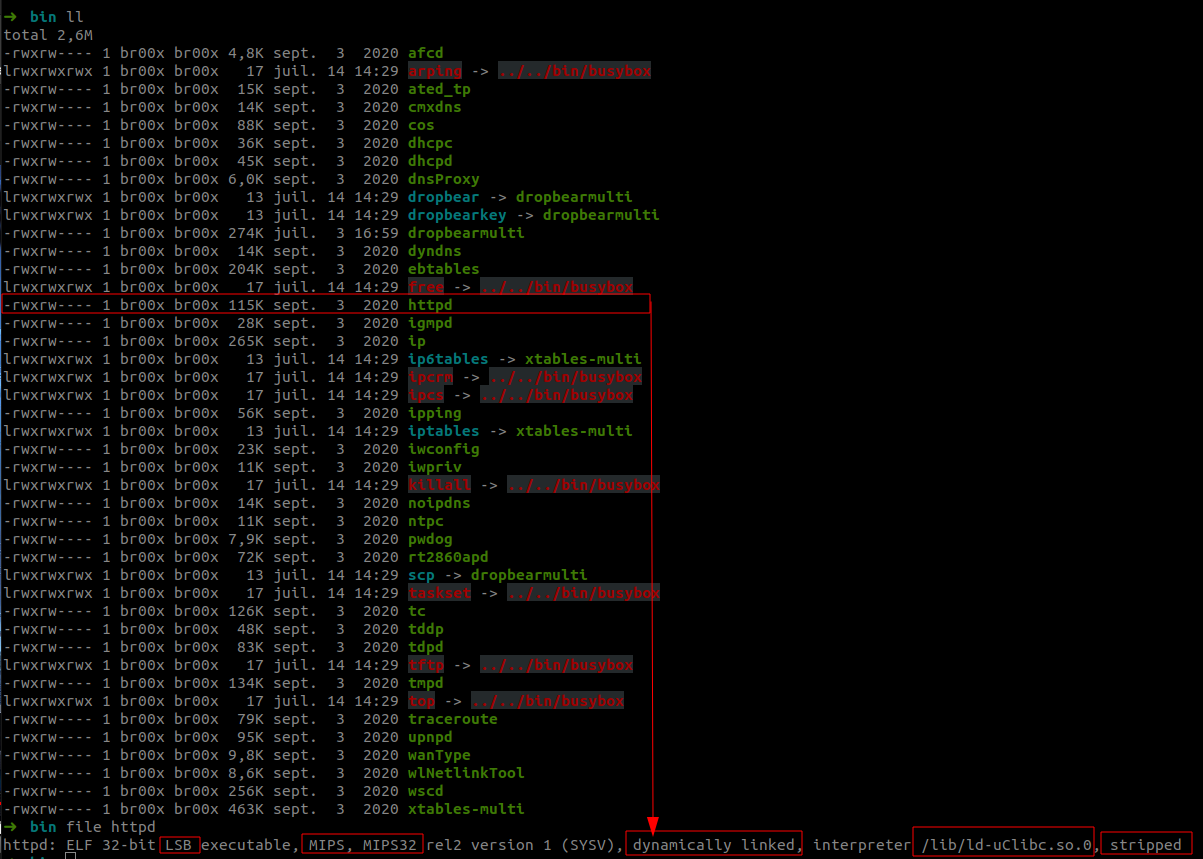 ➜ bin ll
total 2,6M
-rwxrw---- 1 br00x br00x 4,8K sept.  3  2020 afcd
lrwxrwxrwx 1 br00x br00x   17 juil. 14 14:29 arping -> ../../bin/busybox
-rwxrw---- 1 br00x br00x  15K sept.  3  2020 ated_tp
-rwxrw---- 1 br00x br00x  14K sept.  3  2020 cmxdns
-rwxrw---- 1 br00x br00x  88K sept.  3  2020 cos
-rwxrw---- 1 br00x br00x  36K sept.  3  2020 dhcpc
-rwxrw---- 1 br00x br00x  45K sept.  3  2020 dhcpd
-rwxrw---- 1 br00x br00x 6,0K sept.  3  2020 dnsProxy
lrwxrwxrwx 1 br00x br00x   13 juil. 14 14:29 dropbear -> dropbearmulti
lrwxrwxrwx 1 br00x br00x   13 juil. 14 14:29 dropbearkey -> dropbearmulti
-rwxrw---- 1 br00x br00x 274K juil.  3 16:59 dropbearmulti
-rwxrw---- 1 br00x br00x  14K sept.  3  2020 dyndns
-rwxrw---- 1 br00x br00x 204K sept.  3  2020 ebtables
lrwxrwxrwx 1 br00x br00x   17 juil. 14 14:29 free -> ../../bin/busybox
-rwxrw---- 1 br00x br00x 115K sept.  3  2020 httpd
-rwxrw---- 1 br00x br00x  28K sept.  3  2020 igmpd
-rwxrw---- 1 br00x br00x 265K sept.  3  2020 ip
lrwxrwxrwx 1 br00x br00x   13 juil. 14 14:29 ip6tables -> xtables-multi
lrwxrwxrwx 1 br00x br00x   17 juil. 14 14:29 ipcrm -> ../../bin/busybox
lrwxrwxrwx 1 br00x br00x   17 juil. 14 14:29 ipcs -> ../../bin/busybox
-rwxrw---- 1 br00x br00x  56K sept.  3  2020 ipping
lrwxrwxrwx 1 br00x br00x   13 juil. 14 14:29 iptables -> xtables-multi
-rwxrw---- 1 br00x br00x  23K sept.  3  2020 iwconfig
-rwxrw---- 1 br00x br00x  11K sept.  3  2020 iwpriv
lrwxrwxrwx 1 br00x br00x   17 juil. 14 14:29 killall -> ../../bin/busybox
-rwxrw---- 1 br00x br00x  14K sept.  3  2020 noipdns
-rwxrw---- 1 br00x br00x  11K sept.  3  2020 ntpc
-rwxrw---- 1 br00x br00x 7,9K sept.  3  2020 pwdog
-rwxrw---- 1 br00x br00x  72K sept.  3  2020 rt2860apd
lrwxrwxrwx 1 br00x br00x   13 juil. 14 14:29 scp -> dropbearmulti
lrwxrwxrwx 1 br00x br00x   17 juil. 14 14:29 taskset -> ../../bin/busybox
-rwxrw---- 1 br00x br00x 126K sept.  3  2020 tc
-rwxrw---- 1 br00x br00x  48K sept.  3  2020 tddp
-rwxrw---- 1 br00x br00x  83K sept.  3  2020 tdpd
lrwxrwxrwx 1 br00x br00x   17 juil. 14 14:29 tftp -> ../../bin/busybox
-rwxrw---- 1 br00x br00x 134K sept.  3  2020 tmpd
lrwxrwxrwx 1 br00x br00x   17 juil. 14 14:29 top -> ../../bin/busybox
-rwxrw---- 1 br00x br00x  79K sept.  3  2020 traceroute
-rwxrw---- 1 br00x br00x  95K sept.  3  2020 upnpd
-rwxrw---- 1 br00x br00x 9,8K sept.  3  2020 wanType
-rwxrw---- 1 br00x br00x 8,6K sept.  3  2020 wlNetlinkTool
-rwxrw---- 1 br00x br00x 256K sept.  3  2020 wscd
-rwxrw---- 1 br00x br00x 463K sept.  3  2020 xtables-multi
➜ bin file httpd
httpd: ELF 32-bit LSB executable, MIPS, MIPS32 rel2 version 1 (SYSV), dynamically linked, interpreter /lib/ld-uClibc.so.0, stripped